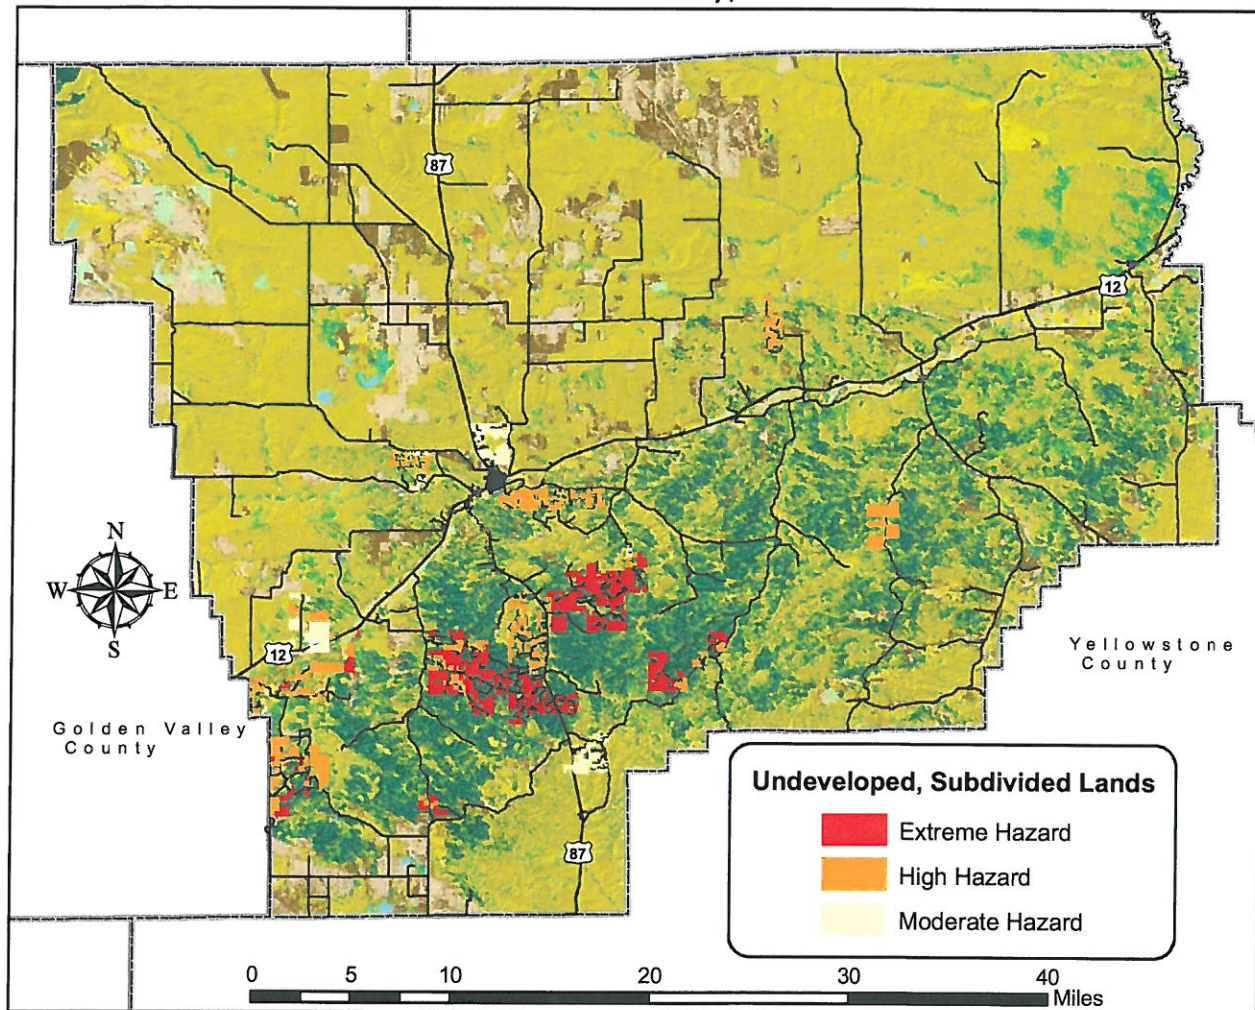 87
12
N
W E
S
12
Yellowstone
County
Golden Valley
County
Undeveloped, Subdivided Lands
Extreme Hazard
High Hazard
Moderate Hazard
87
0 5 10 20 30 40
Miles